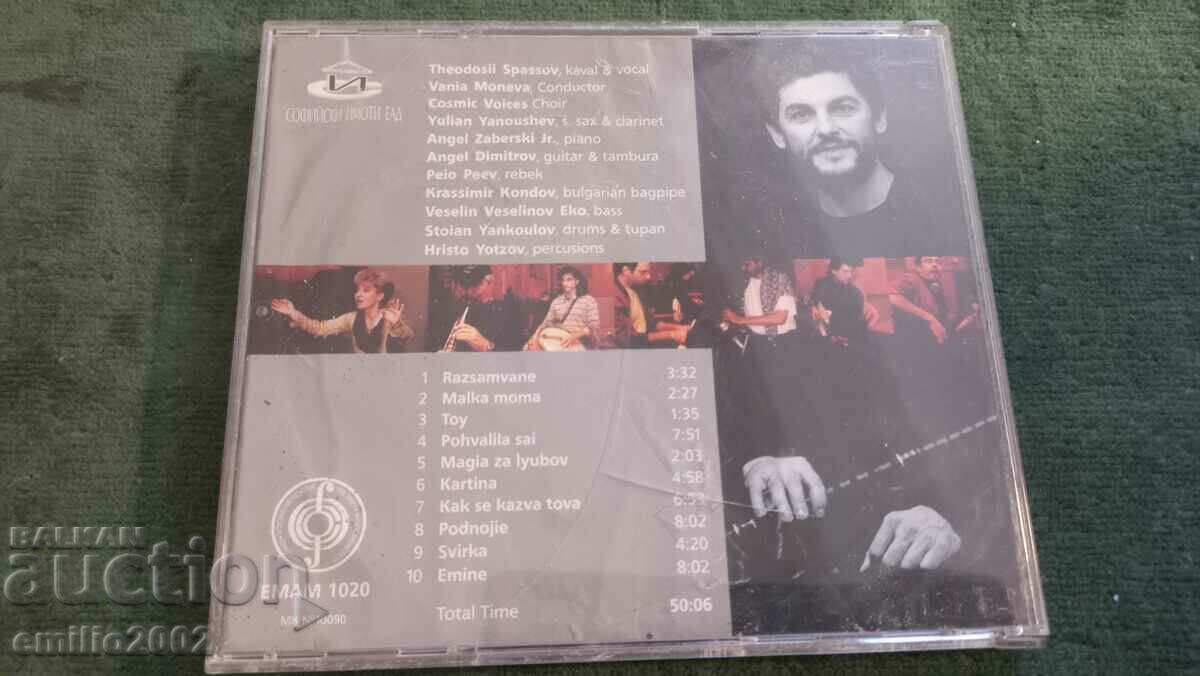 СОФИЙСКИ ИМОТИ ЕАД
Theodosii Spassov, kaval & vocal
Vania Moneva, Conductor
Cosmic Voices Choir
Yulian Yanoushev, s. sax & clarinet
Angel Zaberski Jr., piano
Angel Dimitrov, guitar & tambura
Peio Peev, rebek
Krassimir Kondov, bulgarian bagpipe
Veselin Veselinov Eko, bass
Stoian Yankoulov, drums & tupan
Hristo Yotzov, percusions
1 Razsamvane 3:32
2 Malka moma 2:27
3 Toy 1:35
4 Pohvalila sai 7:51
5 Magia za lyubov 2:03
6 Kartina 4:58
7 Kak se kazva tova 6:53
8 Podnojie 8:02
9 Svirka 4:20
10 Emine 8:02
Total Time 50:06
EMAM 1020
BALKAN
auction
emilio2002